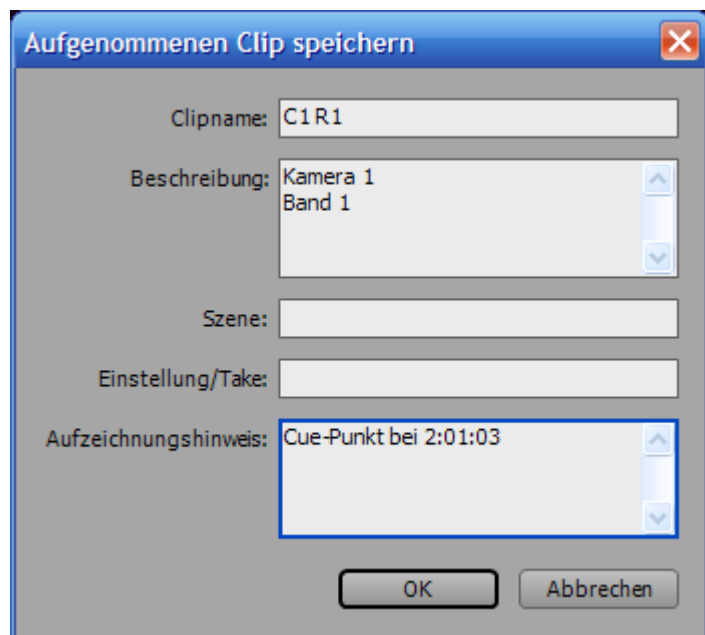 Aufgenommenen Clip speichern
Clipname: C1R1
Beschreibung: Kamera 1
Band 1
Szene:
Einstellung/Take:
Aufzeichnungshinweis: Cue-Punkt bei 2:01:03
OK Abbrechen